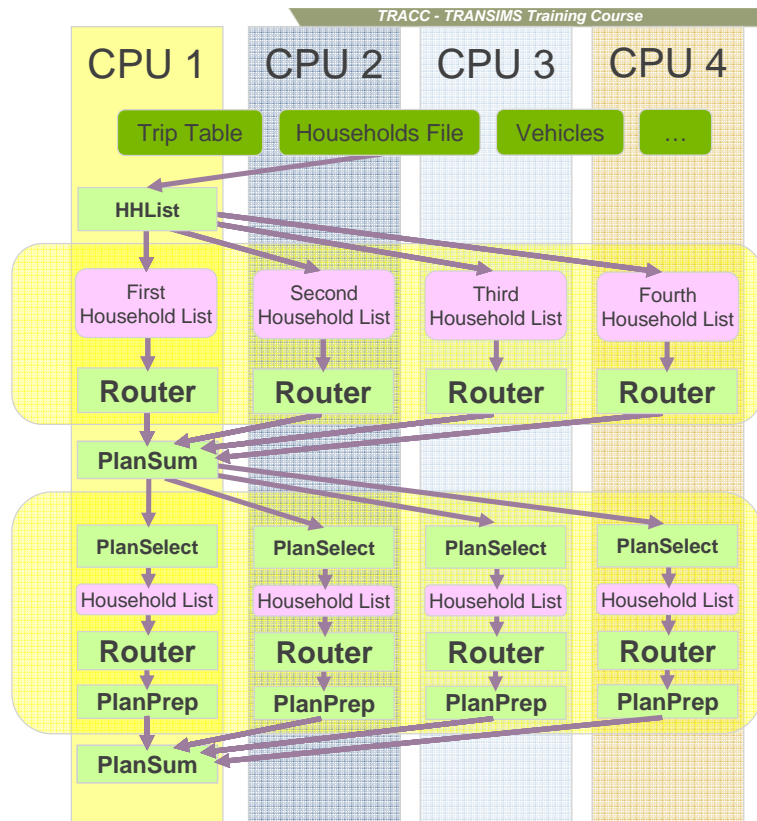 TRACC - TRANSIMS Training Course
CPU 1
CPU 2
CPU 3
CPU 4
Trip Table
Households File
Vehicles
…
HHList
First
Household List
Second
Household List
Third
Household List
Fourth
Household List
Router
Router
Router
Router
PlanSum
PlanSelect
PlanSelect
PlanSelect
PlanSelect
Household List
Household List
Household List
Household List
Router
Router
Router
Router
PlanPrep
PlanPrep
PlanPrep
PlanPrep
PlanSum